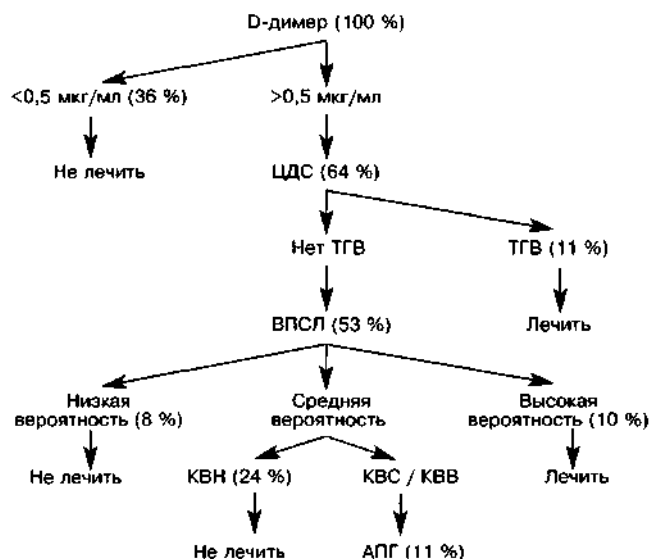 D-димер (100 %)
<0,5 мкг/мл (36 %)
>0,5 мкг/мл
Не лечить
ЦДС (64 %)
Нет ТГВ
ТГВ (11 %)
ВПСЛ (53 %)
Лечить
Низкая
вероятность (8 %)
Средняя
вероятность
Высокая
вероятность (10 %)
Не лечить
КВН (24 %)
КВС / КВВ
Лечить
Не лечить
АПГ (11 %)